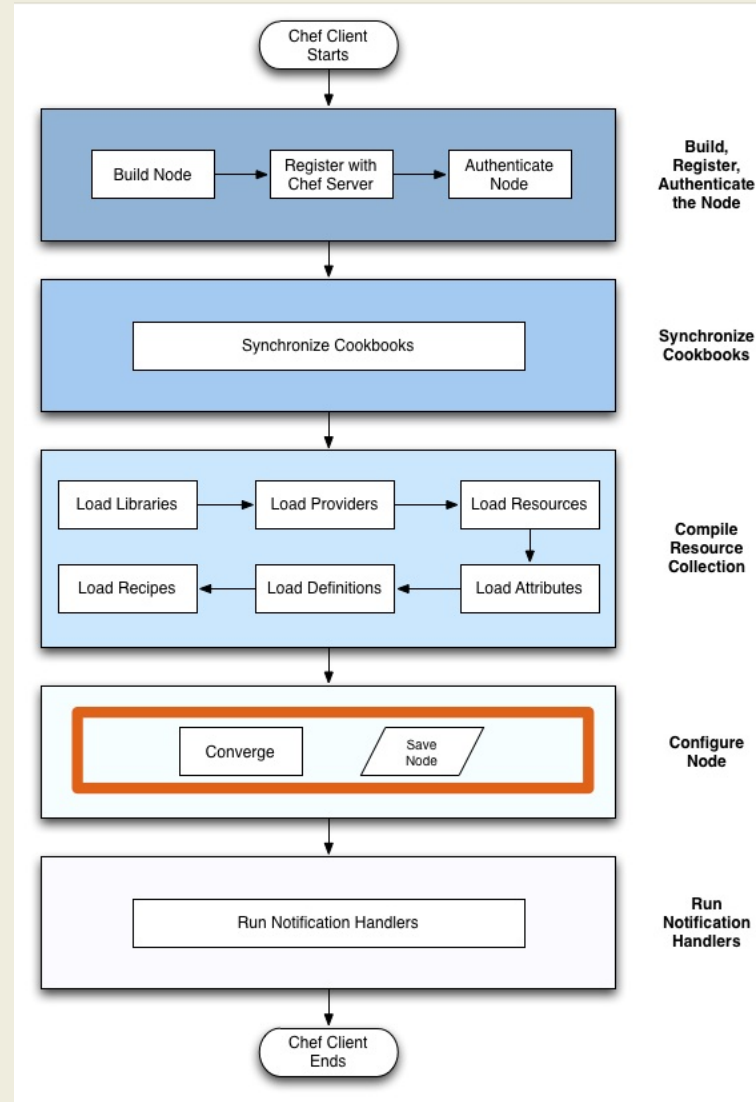 Chef Client
Starts
Build Node
Register with
Chef Server
Authenticate
Node
Build,
Register,
Authenticate
the Node
Synchronize Cookbooks
Synchronize
Cookbooks
Load Libraries
Load Providers
Load Resources
Load Recipes
Load Definitions
Load Attributes
Compile
Resource
Collection
Converge
Save
Node
Configure
Node
Run Notification Handlers
Run
Notification
Handlers
Chef Client
Ends